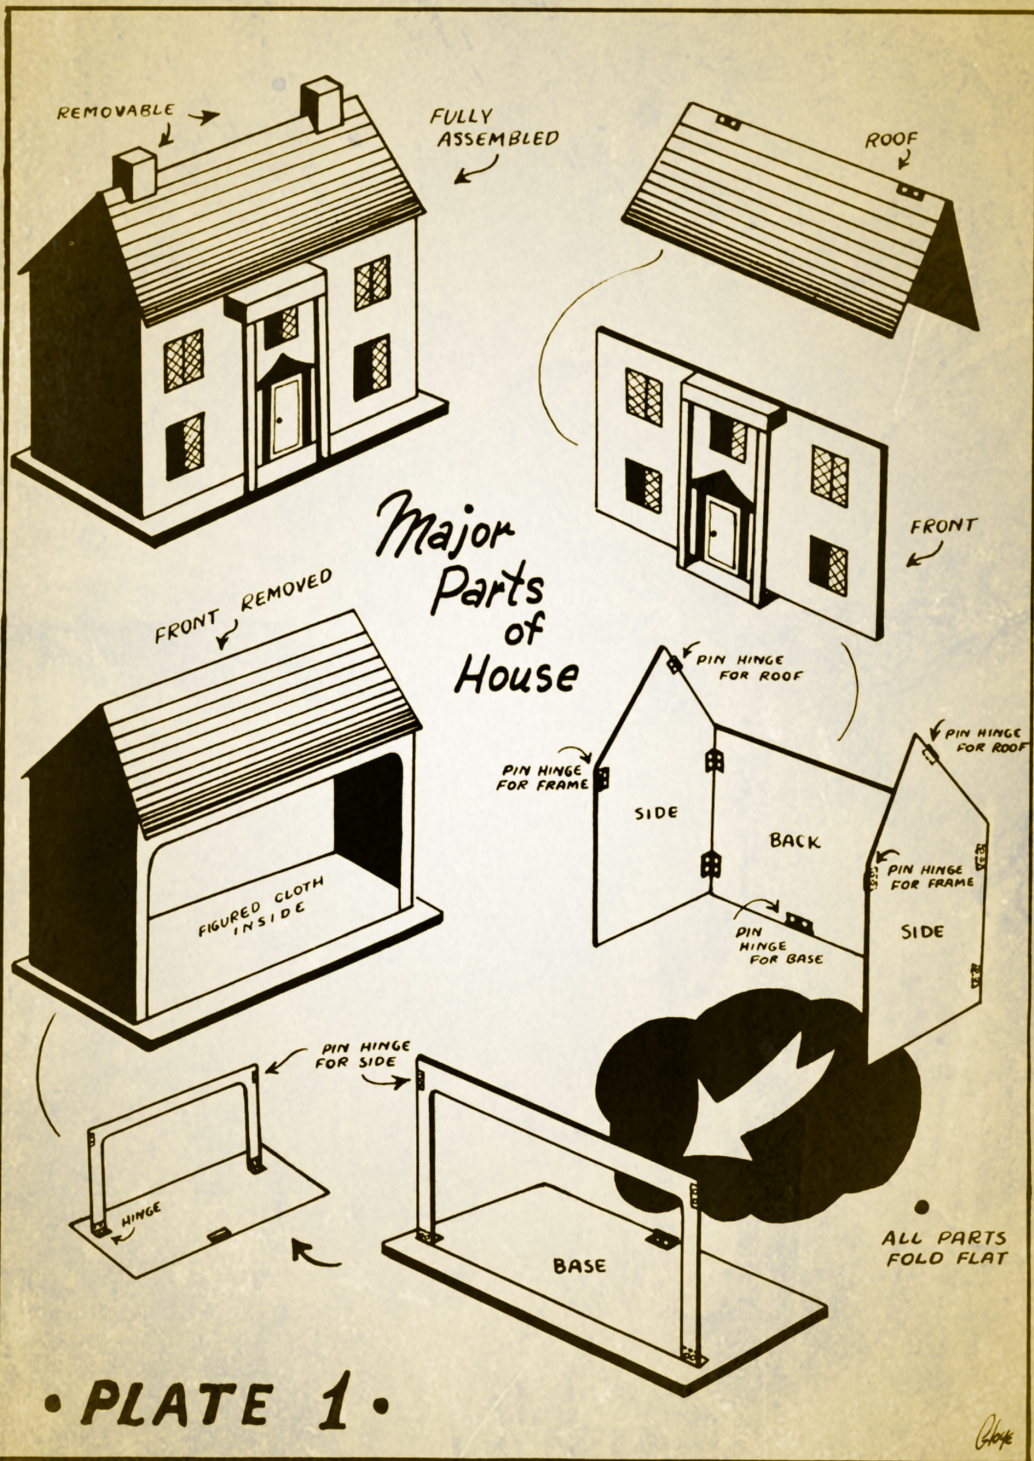 REMOVABLE
FULLY
ASSEMBLED
ROOF
Major
Parts
of
House
FRONT
FRONT REMOVED
PIN HINGE
FOR ROOF
PIN HINGE
FOR ROOF
PIN HINGE
FOR FRAME
SIDE
BACK
PIN HINGE
FOR FRAME
SIDE
FIGURED CLOTH
INSIDE
PIN
HINGE
FOR BASE
PIN HINGE
FOR SIDE
HINGE
BASE
ALL PARTS
FOLD FLAT
• PLATE 1 •